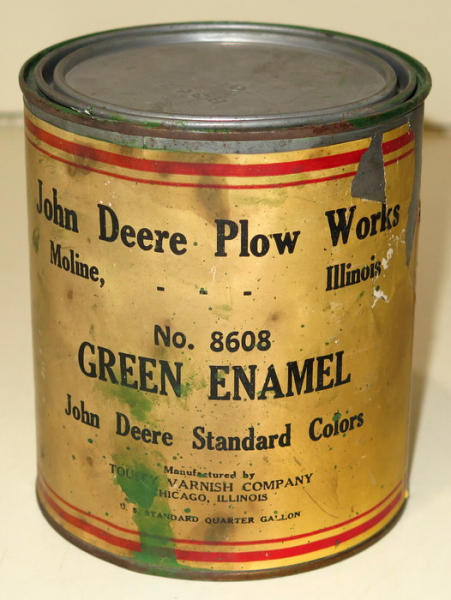 John Deere Plow Works
Moline, - - - Illinois
No. 8608
GREEN ENAMEL
John Deere Standard Colors
Manufactured by
VARNISH COMPANY
CHICAGO, ILLINOIS
U. S. STANDARD QUARTER GALLON